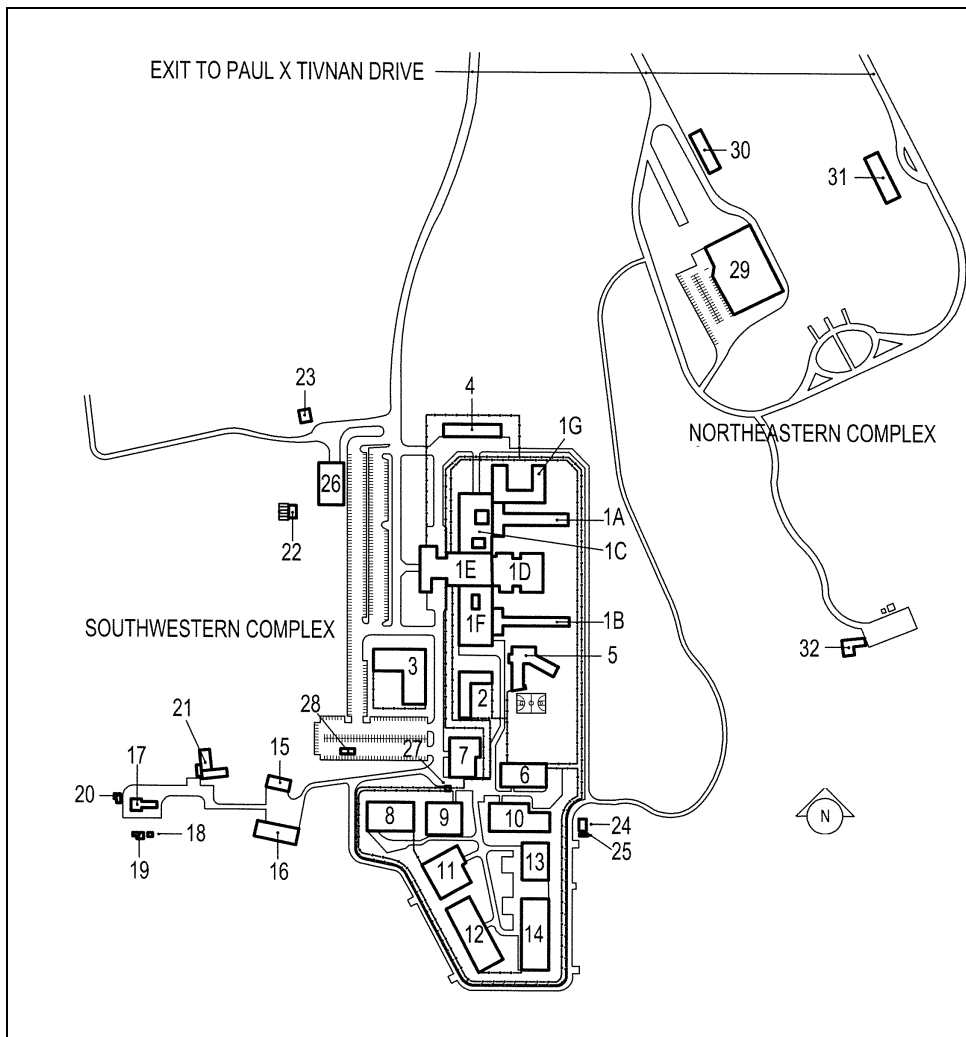 EXIT TO PAUL X TIVNAN DRIVE
30
31
29
23
4
1G
NORTHEASTERN COMPLEX
26
22
1A
1C
1E
1D
SOUTHWESTERN COMPLEX
1F
1B
5
32
3
2
28
21
27
17
15
7
6
20
8
9
10
24
18
25
19
16
13
11
12
14
N